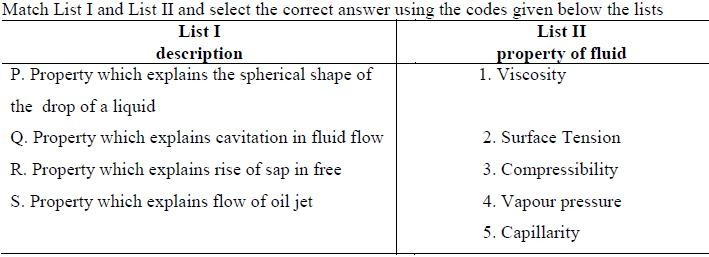 Match List I and List II and select the correct answer using the codes given below the lists
List I
description
List II
property of fluid
P. Property which explains the spherical shape of
the drop of a liquid
1. Viscosity
Q. Property which explains cavitation in fluid flow
2. Surface Tension
R. Property which explains rise of sap in free
3. Compressibility
S. Property which explains flow of oil jet
4. Vapour pressure
5. Capillarity